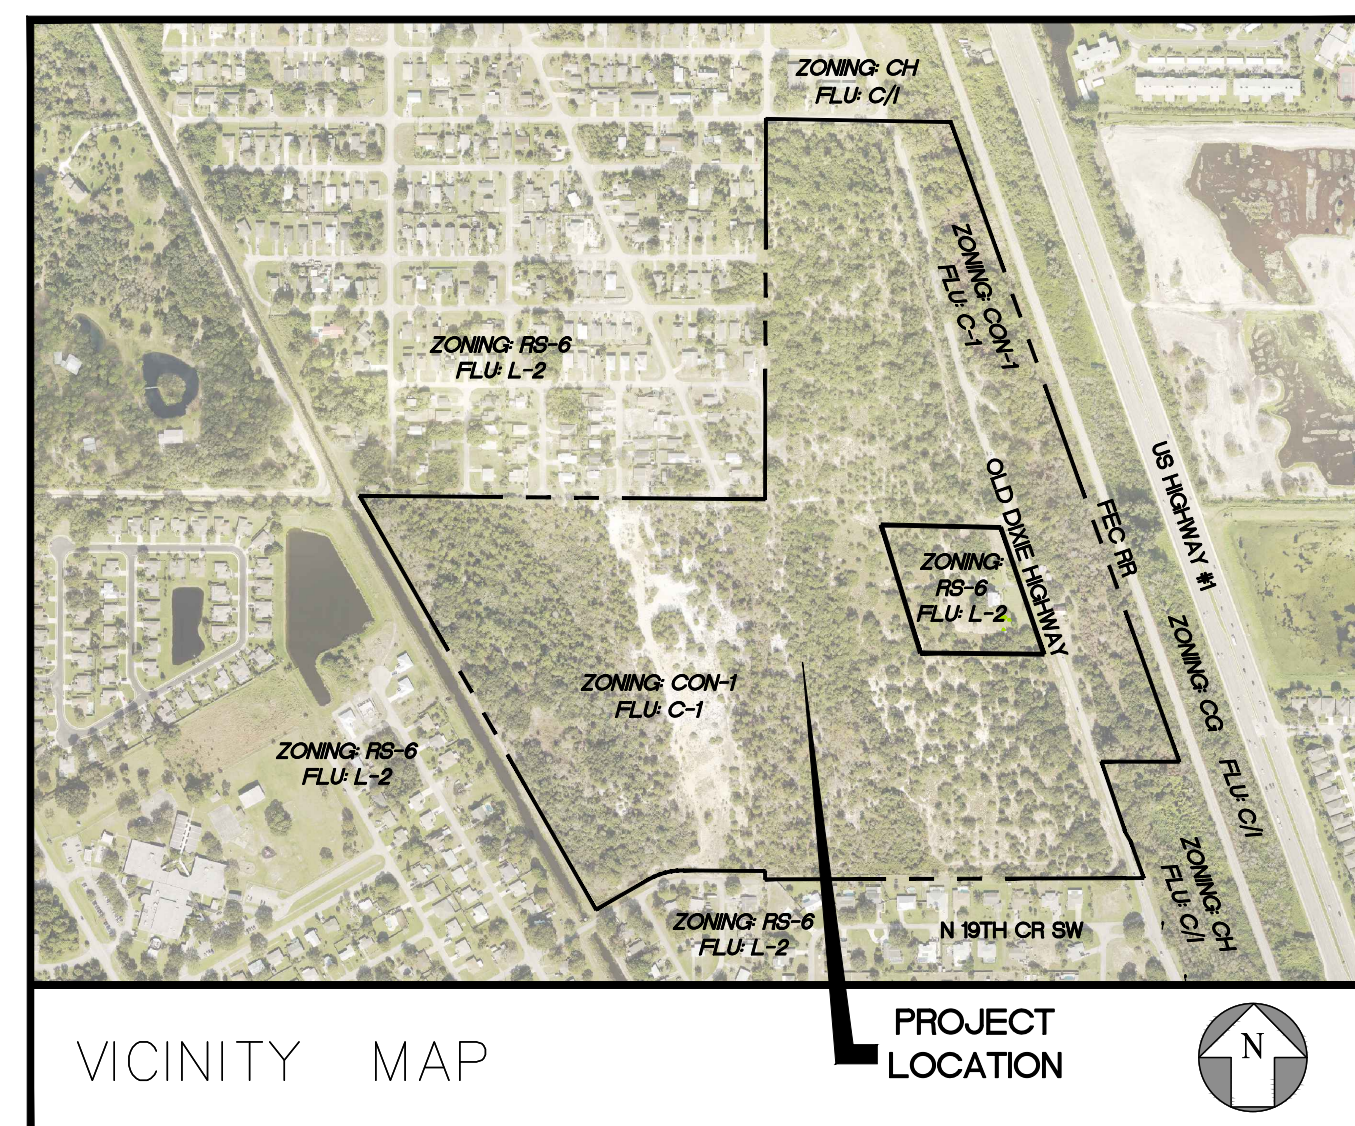 ZONING: CH
FLU: C/I
ZONING: CON-1
FLU: C-1
ZONING: RS-6
FLU: L-2
US HIGHWAY #1
OLD DIXIE HIGHWAY
FEC RR
ZONING:
RS-6
FLU: L-2
ZONING: CG
FLU: C/I
ZONING: CON-1
FLU: C-1
ZONING: RS-6
FLU: L-2
ZONING: CH
FLU: C/I
ZONING: RS-6
FLU: L-2
N 19TH CR SW
PROJECT
LOCATION
VICINITY MAP
N